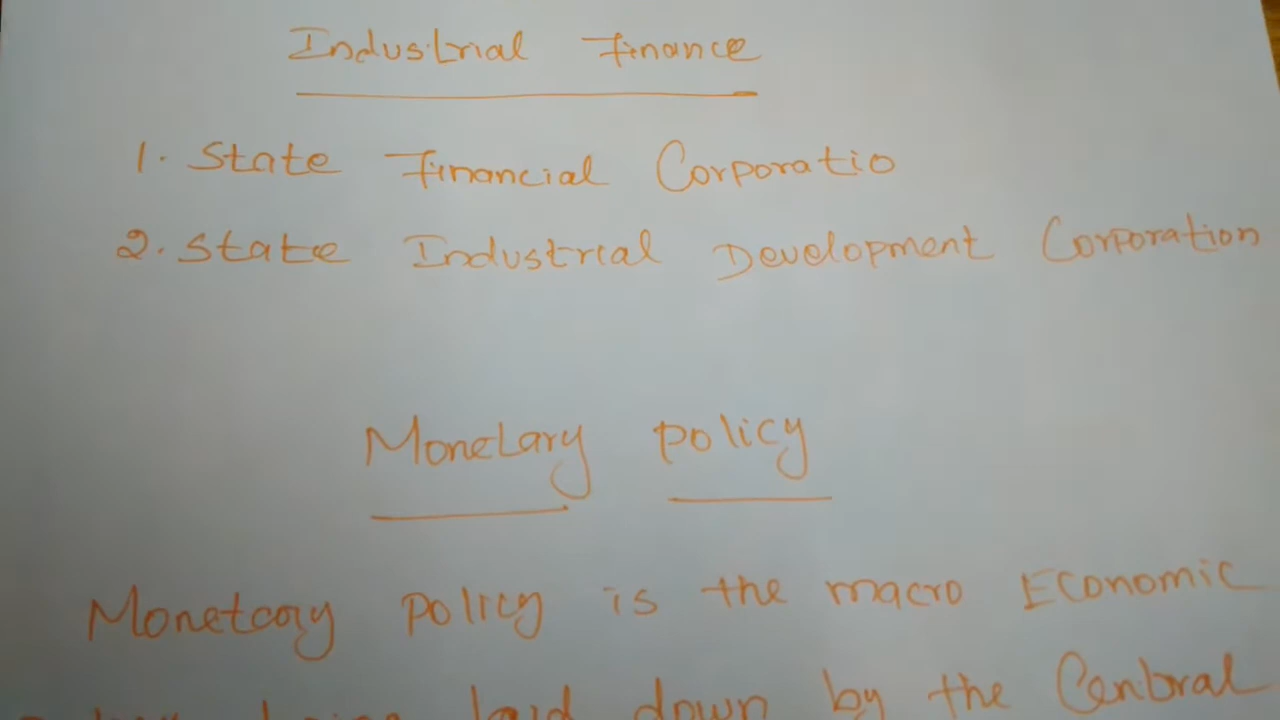 Industrial Finance
1. State Financial Corporatio
2. State Industrial Development Corporation
Monetary policy
Monetary policy is the macro Economic
laid down by the Central